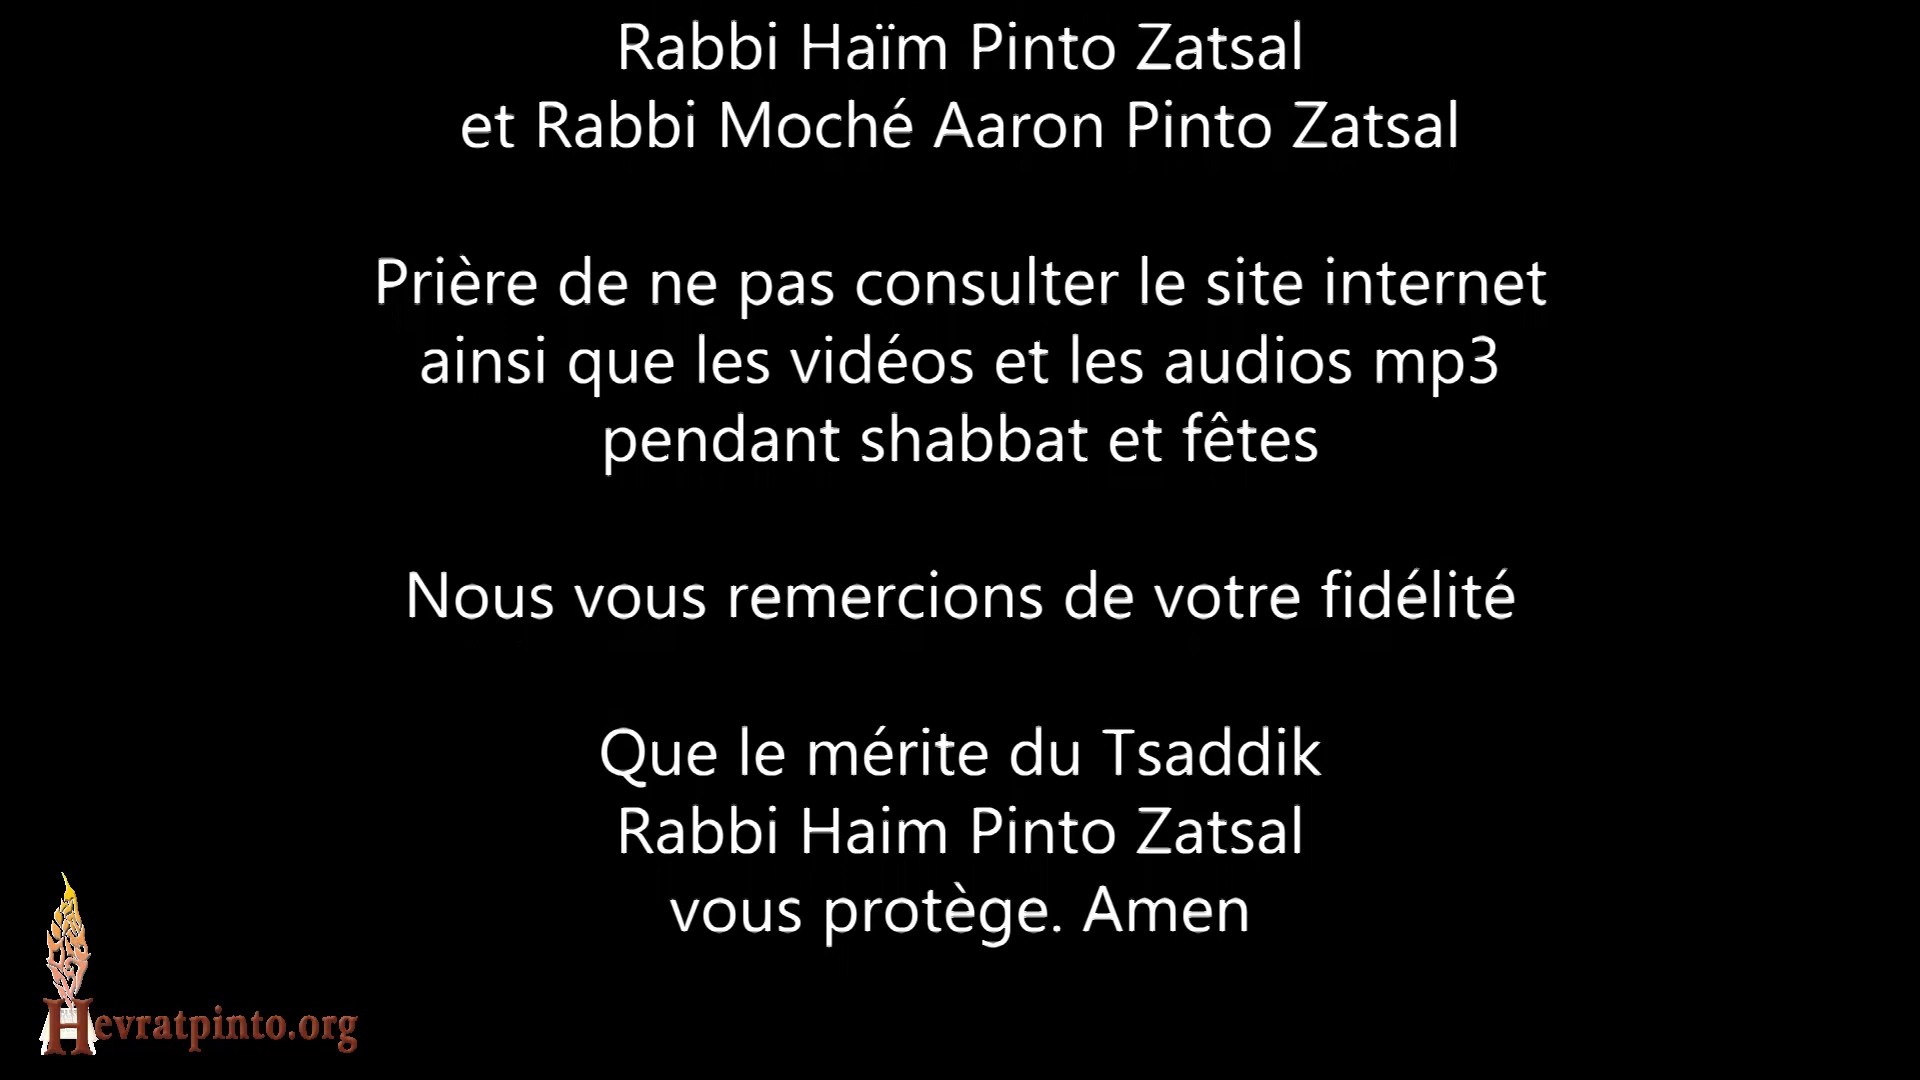 Rabbi Haïm Pinto Zatsal
et Rabbi Moché Aaron Pinto Zatsal
Prière de ne pas consulter le site internet
ainsi que les vidéos et les audios mp3
pendant shabbat et fêtes
Nous vous remercions de votre fidélité
Que le mérite du Tsaddik
Rabbi Haim Pinto Zatsal
vous protège. Amen
Hevratpinto.org